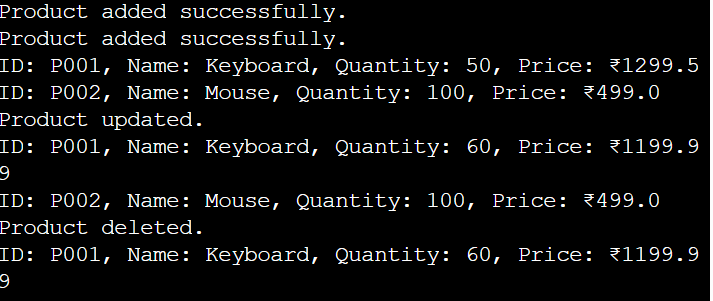 Product added successfully.
Product added successfully.
ID: P001, Name: Keyboard, Quantity: 50, Price: ₹1299.5
ID: P002, Name: Mouse, Quantity: 100, Price: ₹499.0
Product updated.
ID: P001, Name: Keyboard, Quantity: 60, Price: ₹1199.9
9
ID: P002, Name: Mouse, Quantity: 100, Price: ₹499.0
Product deleted.
ID: P001, Name: Keyboard, Quantity: 60, Price: ₹1199.9
9